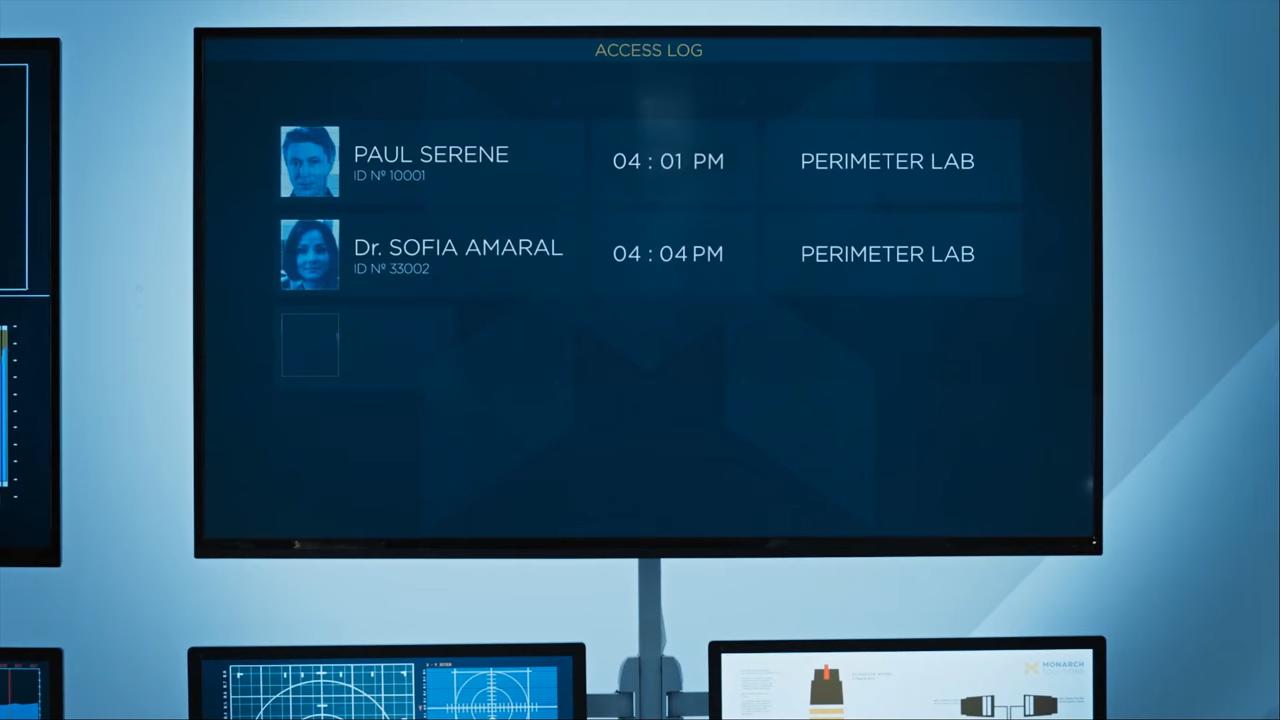 ACCESS LOG
PAUL SERENE
ID Nº 10001
04 : 01 PM
PERIMETER LAB
Dr. SOFIA AMARAL
ID Nº 33002
04 : 04 PM
PERIMETER LAB
MONARCH
SOLUTIONS